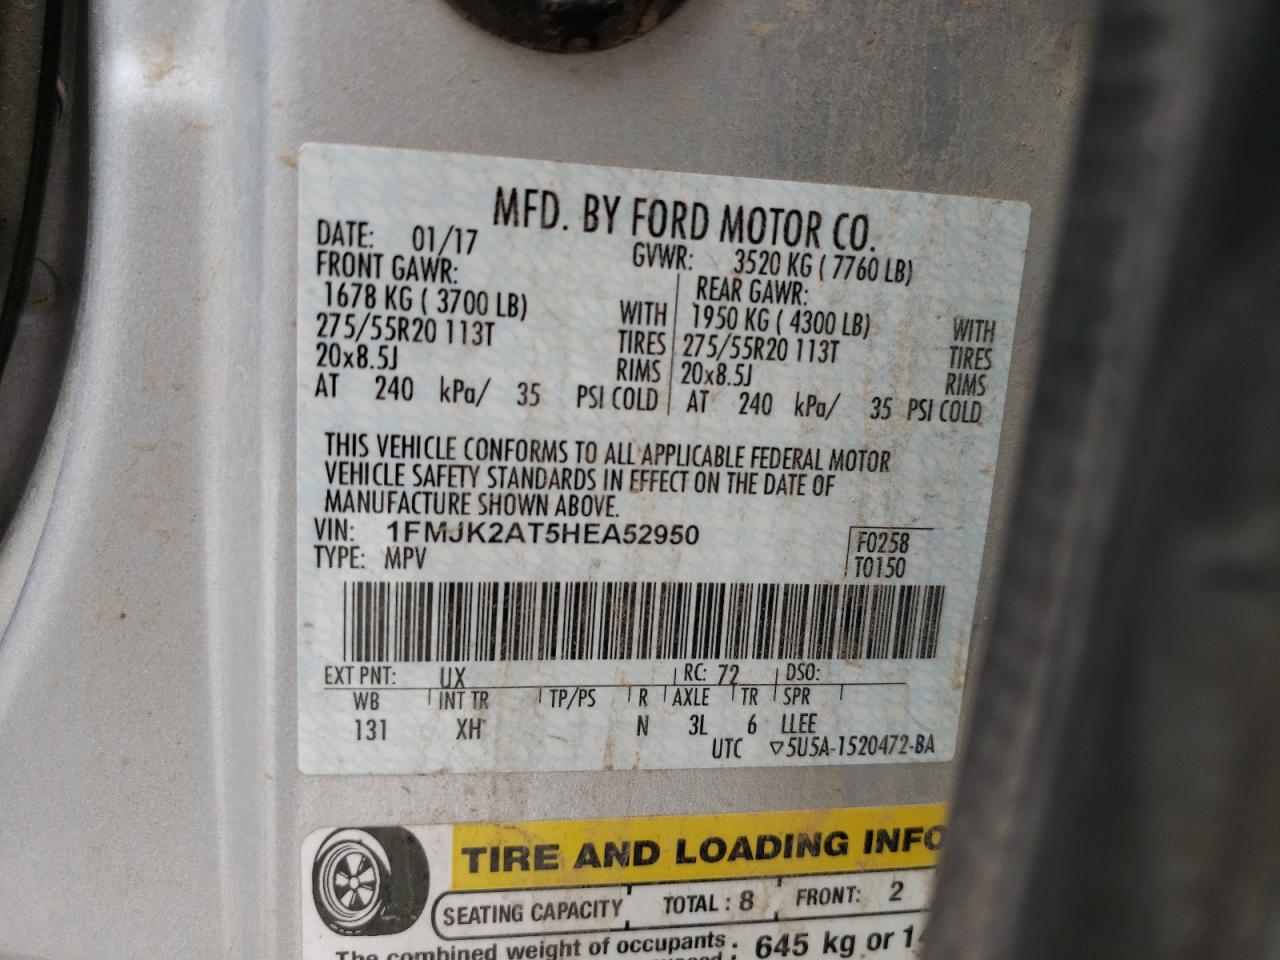 MFD. BY FORD MOTOR CO.
DATE: 01/17 GVWR: 3520 KG ( 7760 LB)
FRONT GAWR: REAR GAWR:
1678 KG ( 3700 LB) WITH 1950 KG ( 4300 LB) WITH
275/55R20 113T TIRES 275/55R20 113T TIRES
20x8.5J RIMS 20x8.5J RIMS
AT 240 kPa/ 35 PSI COLD AT 240 kPa/ 35 PSI COLD
THIS VEHICLE CONFORMS TO ALL APPLICABLE FEDERAL MOTOR
VEHICLE SAFETY STANDARDS IN EFFECT ON THE DATE OF
MANUFACTURE SHOWN ABOVE.
VIN: 1FMJK2AT5HEA52950 F0258
TYPE: MPV T0150
EXT PNT: UX RC: 72 DSO:
WB INT TR TP/PS R AXLE TR SPR
131 XH N 3L 6 LLEE
UTC ▽5U5A-1520472-BA
TIRE AND LOADING INFO
SEATING CAPACITY TOTAL : 8 FRONT: 2
The combined weight of occupants 645 kg or